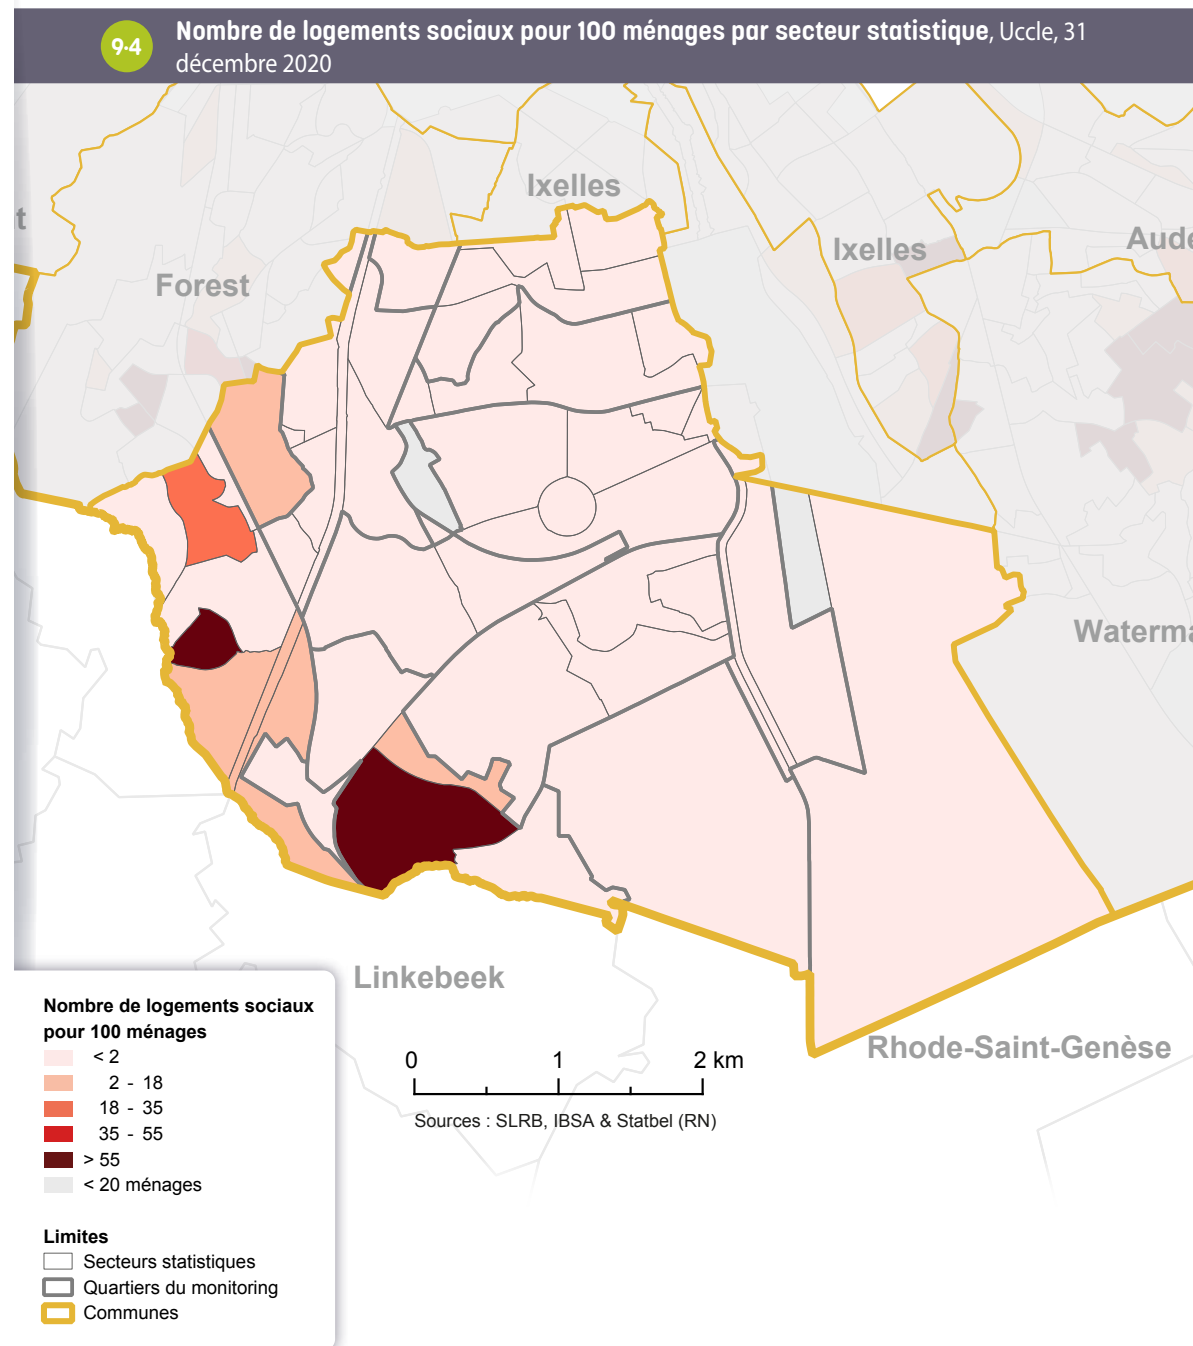 9·4
Nombre de logements sociaux pour 100 ménages par secteur statistique, Uccle, 31
décembre 2020
Ixelles
t
Ixelles
Aude
Forest
Waterma
Linkebeek
Rhode-Saint-Genèse
Nombre de logements sociaux
pour 100 ménages
< 2
2 - 18
18 - 35
35 - 55
> 55
< 20 ménages
Limites
Secteurs statistiques
Quartiers du monitoring
Communes
0 1 2 km
Sources : SLRB, IBSA & Statbel (RN)